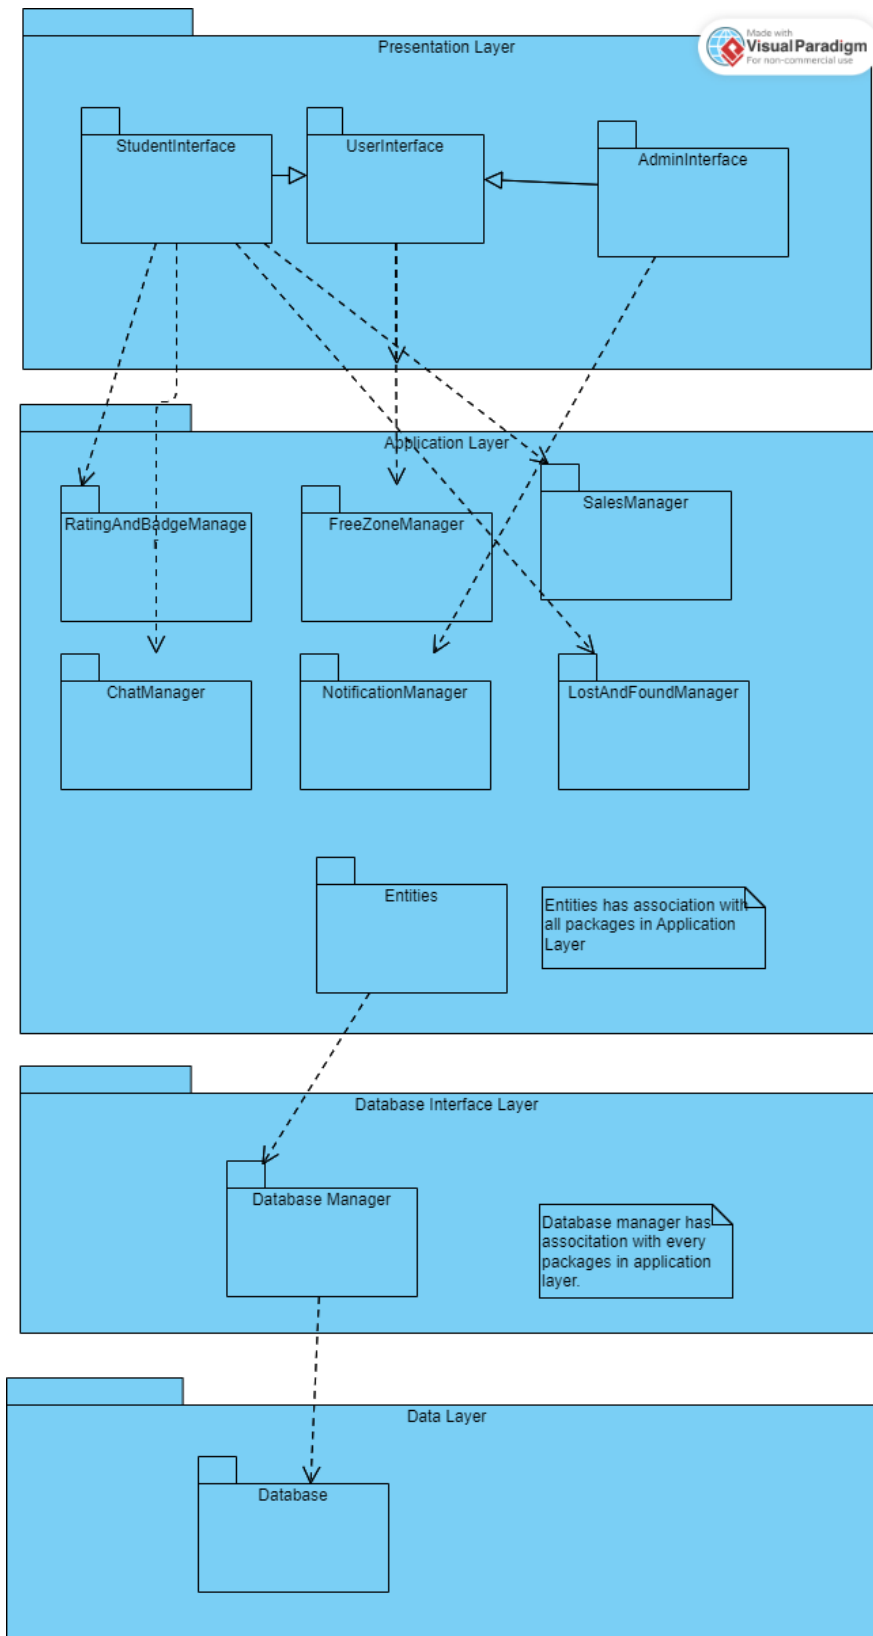 Made with
Visual Paradigm
For non-commercial use
Presentation Layer
StudentInterface
UserInterface
AdminInterface
Application Layer
RatingAndBadgeManage
r
FreeZoneManager
SalesManager
ChatManager
NotificationManager
LostAndFoundManager
Entities
Entities has association with
all packages in Application
Layer
Database Interface Layer
Database Manager
Database manager has
associtation with every
packages in application
layer.
Data Layer
Database